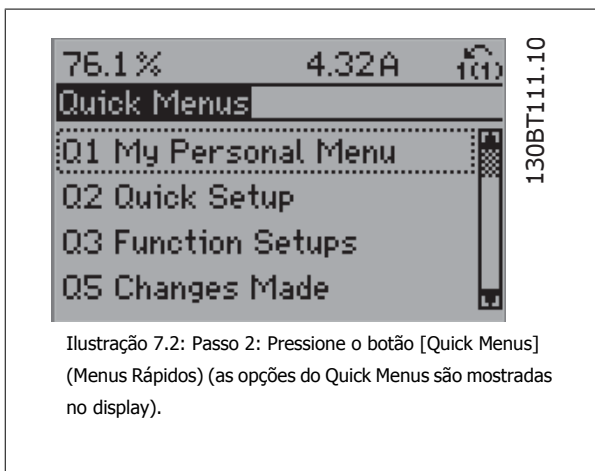 76.1%
4.32A
1(1)
Quick Menus
Q1 My Personal Menu
Q2 Quick Setup
Q3 Function Setups
Q5 Changes Made
130BT111.10
Ilustração 7.2: Passo 2: Pressione o botão [Quick Menus]
(Menus Rápidos) (as opções do Quick Menus são mostradas
no display).